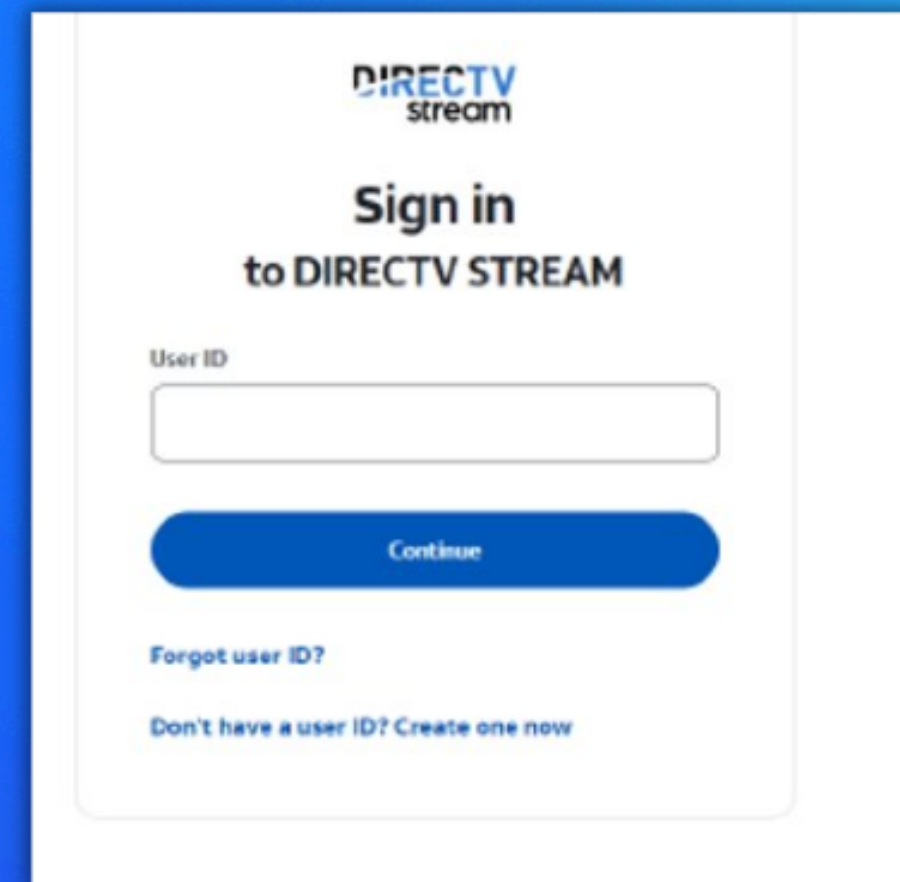 DIRECTV
stream
Sign in
to DIRECTV STREAM
User ID
Continue
Forgot user ID?
Don't have a user ID? Create one now